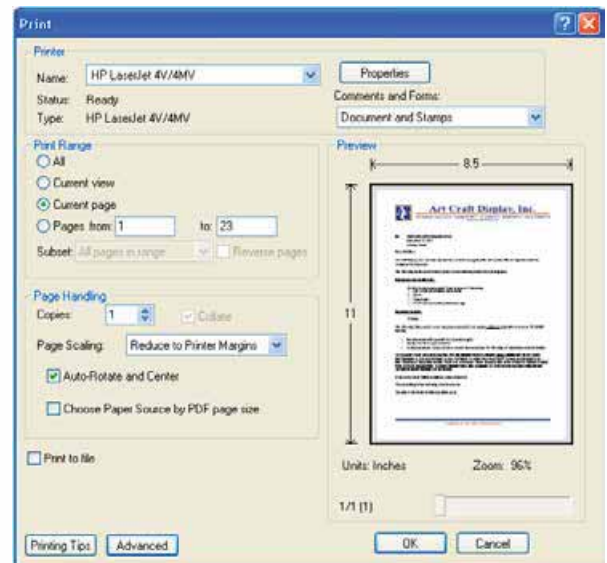 Print
Printer
Name: HP LaserJet 4V/4MV
Properties
Status: Ready
Comments and Forms:
Type: HP LaserJet 4V/4MV
Document and Stamps
Print Range
All
Current view
Current page
Pages from: 1 to: 23
Subset: All pages in range Reverse pages
Page Handling
Copies: 1 Collate
Page Scaling: Reduce to Printer Margins
Auto-Rotate and Center
Choose Paper Source by PDF page size
Print to file
Preview
8.5
11
Art Craft Display, Inc.
Units: Inches Zoom: 96%
1/1 (1)
Printing Tips Advanced OK Cancel